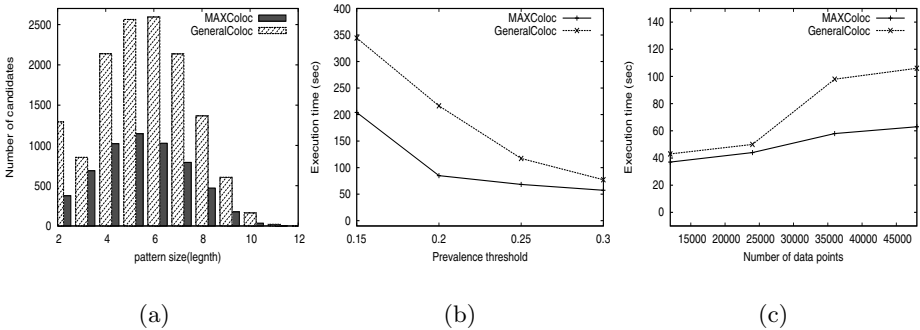 MAXColoc
GeneralColoc
Number of candidates
2500
2000
1500
1000
500
0
2 4 6 8 10 12
pattern size(legnth)
(a)
MAXColoc
GeneralColoc
Execution time (sec)
400
350
300
250
200
150
100
50
0
0.15 0.2 0.25 0.3
Prevalence threshold
(b)
MAXColoc
GeneralColoc
Execution time (sec)
140
120
100
80
60
40
20
0
15000 20000 25000 30000 35000 40000 45000
Number of data points
(c)